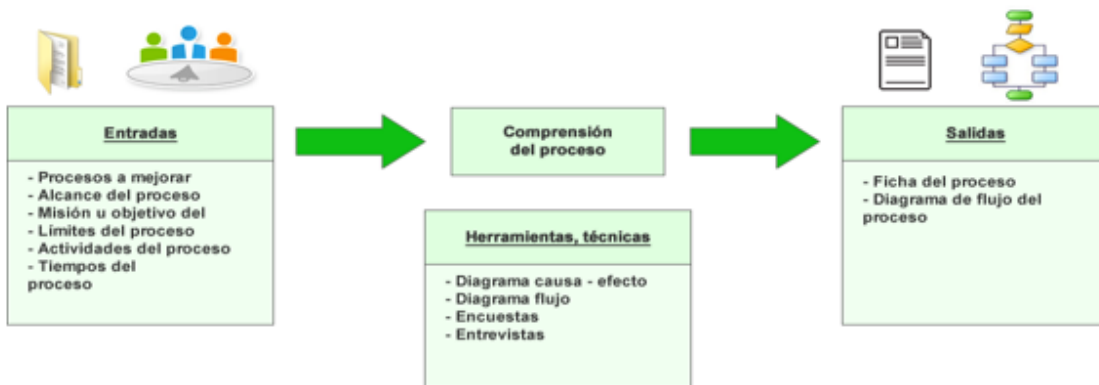 Entradas
- Procesos a mejorar
- Alcance del proceso
- Misión u objetivo del
- Límites del proceso
- Actividades del proceso
- Tiempos del
proceso
Comprensión
del proceso
Herramientas, técnicas
- Diagrama causa - efecto
- Diagrama flujo
- Encuestas
- Entrevistas
Salidas
- Ficha del proceso
- Diagrama de flujo del
proceso